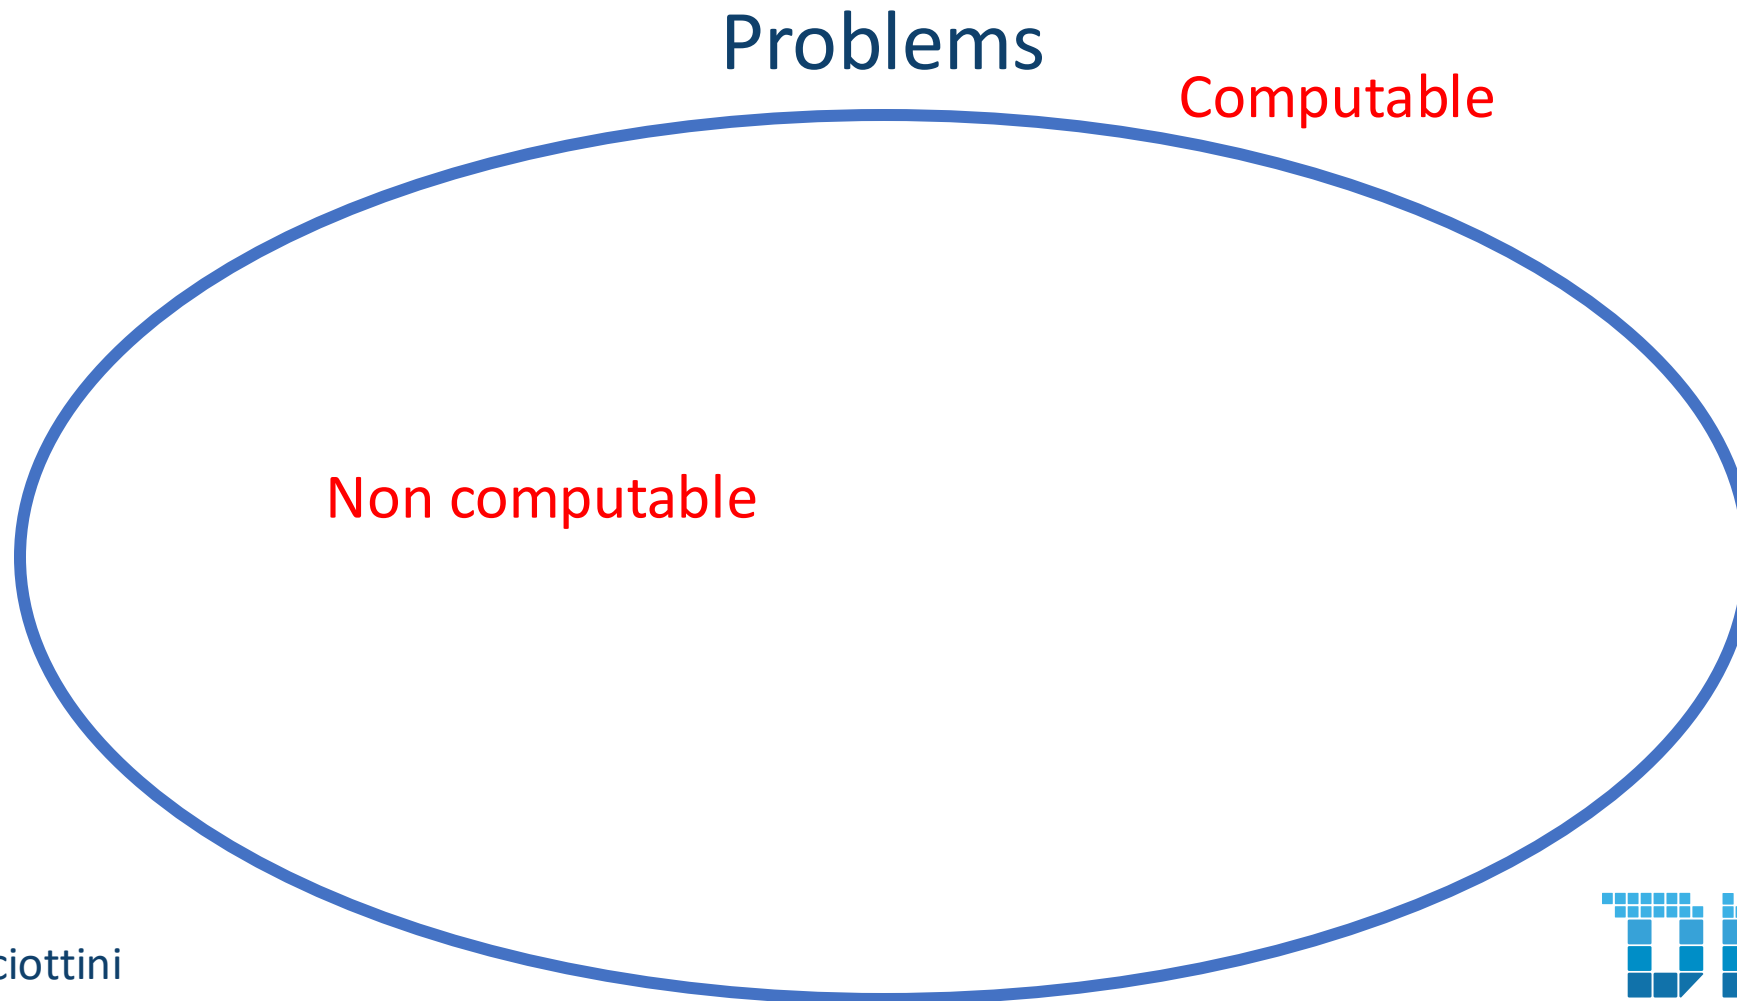 Problems
Computable
Non computable
ciottini